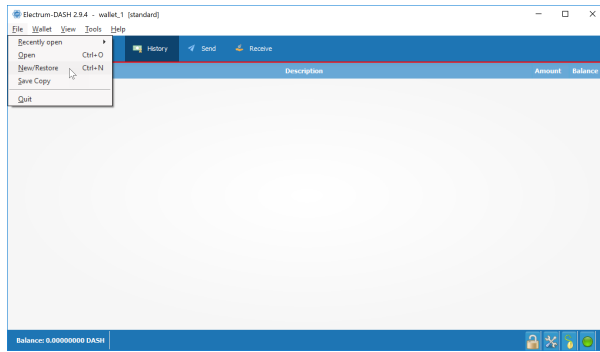 Electrum-DASH 2.9.4 - wallet_1 [standard]
File Wallet View Tools Help
Recently open
Open Ctrl+O
New/Restore Ctrl+N
Save Copy
Quit
History Send Receive
Description Amount Balance
Balance: 0.00000000 DASH